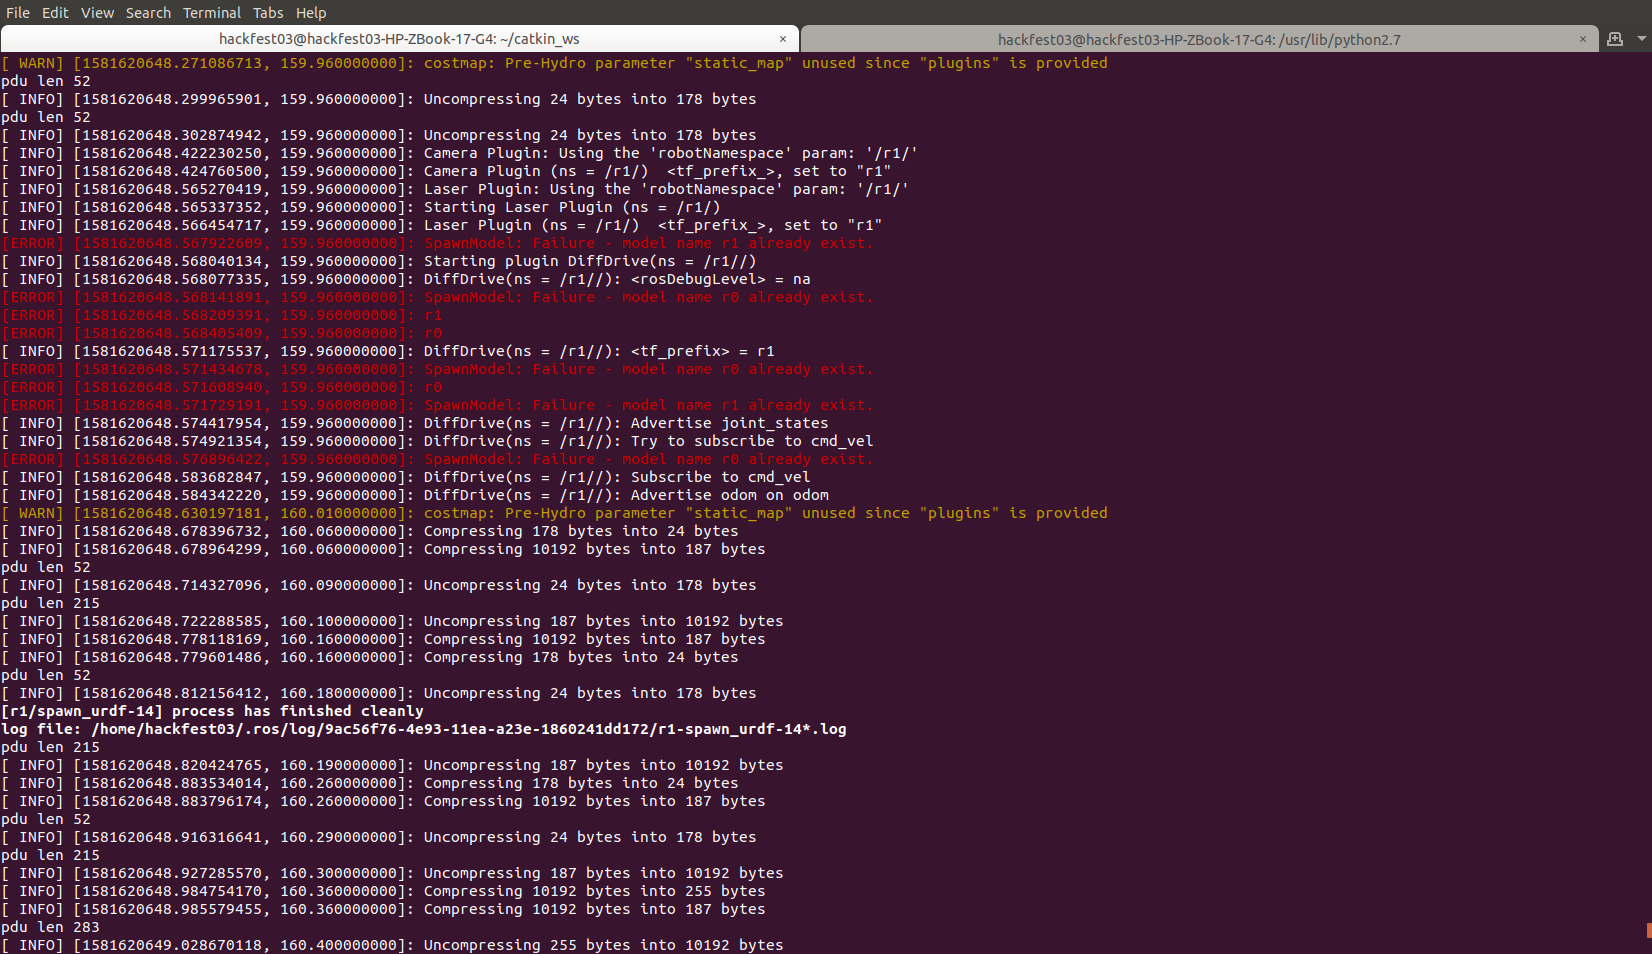 File Edit View Search Terminal Tabs Help
hackfest03@hackfest03-HP-ZBook-17-G4: ~/catkin_ws × hackfest03@hackfest03-HP-ZBook-17-G4: /usr/lib/python2.7 ×
[ WARN] [1581620648.271086713, 159.960000000]: costmap: Pre-Hydro parameter "static_map" unused since "plugins" is provided
pdu len 52
[ INFO] [1581620648.299965901, 159.960000000]: Uncompressing 24 bytes into 178 bytes
pdu len 52
[ INFO] [1581620648.302874942, 159.960000000]: Uncompressing 24 bytes into 178 bytes
[ INFO] [1581620648.422230250, 159.960000000]: Camera Plugin: Using the 'robotNamespace' param: '/r1/'
[ INFO] [1581620648.424760500, 159.960000000]: Camera Plugin (ns = /r1/)  <tf_prefix_>, set to "r1"
[ INFO] [1581620648.565270419, 159.960000000]: Laser Plugin: Using the 'robotNamespace' param: '/r1/'
[ INFO] [1581620648.565337352, 159.960000000]: Starting Laser Plugin (ns = /r1/)
[ INFO] [1581620648.566454717, 159.960000000]: Laser Plugin (ns = /r1/)  <tf_prefix_>, set to "r1"
[ERROR] [1581620648.567922609, 159.960000000]: SpawnModel: Failure - model name r1 already exist.
[ INFO] [1581620648.568040134, 159.960000000]: Starting plugin DiffDrive(ns = /r1//)
[ INFO] [1581620648.568077335, 159.960000000]: DiffDrive(ns = /r1//): <rosDebugLevel> = na
[ERROR] [1581620648.568141891, 159.960000000]: SpawnModel: Failure - model name r0 already exist.
[ERROR] [1581620648.568209391, 159.960000000]: r1
[ERROR] [1581620648.568405409, 159.960000000]: r0
[ INFO] [1581620648.571175537, 159.960000000]: DiffDrive(ns = /r1//): <tf_prefix> = r1
[ERROR] [1581620648.571434678, 159.960000000]: SpawnModel: Failure - model name r0 already exist.
[ERROR] [1581620648.571608940, 159.960000000]: r0
[ERROR] [1581620648.571729191, 159.960000000]: SpawnModel: Failure - model name r1 already exist.
[ INFO] [1581620648.574417954, 159.960000000]: DiffDrive(ns = /r1//): Advertise joint_states
[ INFO] [1581620648.574921354, 159.960000000]: DiffDrive(ns = /r1//): Try to subscribe to cmd_vel
[ERROR] [1581620648.576896422, 159.960000000]: SpawnModel: Failure - model name r0 already exist.
[ INFO] [1581620648.583682847, 159.960000000]: DiffDrive(ns = /r1//): Subscribe to cmd_vel
[ INFO] [1581620648.584342220, 159.960000000]: DiffDrive(ns = /r1//): Advertise odom on odom
[ WARN] [1581620648.630197181, 160.010000000]: costmap: Pre-Hydro parameter "static_map" unused since "plugins" is provided
[ INFO] [1581620648.678396732, 160.060000000]: Compressing 178 bytes into 24 bytes
[ INFO] [1581620648.678964299, 160.060000000]: Compressing 10192 bytes into 187 bytes
pdu len 52
[ INFO] [1581620648.714327096, 160.090000000]: Uncompressing 24 bytes into 178 bytes
pdu len 215
[ INFO] [1581620648.722288585, 160.100000000]: Uncompressing 187 bytes into 10192 bytes
[ INFO] [1581620648.778118169, 160.160000000]: Compressing 10192 bytes into 187 bytes
[ INFO] [1581620648.779601486, 160.160000000]: Compressing 178 bytes into 24 bytes
pdu len 52
[ INFO] [1581620648.812156412, 160.180000000]: Uncompressing 24 bytes into 178 bytes
[r1/spawn_urdf-14] process has finished cleanly
log file: /home/hackfest03/.ros/log/9ac56f76-4e93-11ea-a23e-1860241dd172/r1-spawn_urdf-14*.log
pdu len 215
[ INFO] [1581620648.820424765, 160.190000000]: Uncompressing 187 bytes into 10192 bytes
[ INFO] [1581620648.883534014, 160.260000000]: Compressing 178 bytes into 24 bytes
[ INFO] [1581620648.883796174, 160.260000000]: Compressing 10192 bytes into 187 bytes
pdu len 52
[ INFO] [1581620648.916316641, 160.290000000]: Uncompressing 24 bytes into 178 bytes
pdu len 215
[ INFO] [1581620648.927285570, 160.300000000]: Uncompressing 187 bytes into 10192 bytes
[ INFO] [1581620648.984754170, 160.360000000]: Compressing 10192 bytes into 255 bytes
[ INFO] [1581620648.985579455, 160.360000000]: Compressing 10192 bytes into 187 bytes
pdu len 283
[ INFO] [1581620649.028670118, 160.400000000]: Uncompressing 255 bytes into 10192 bytes